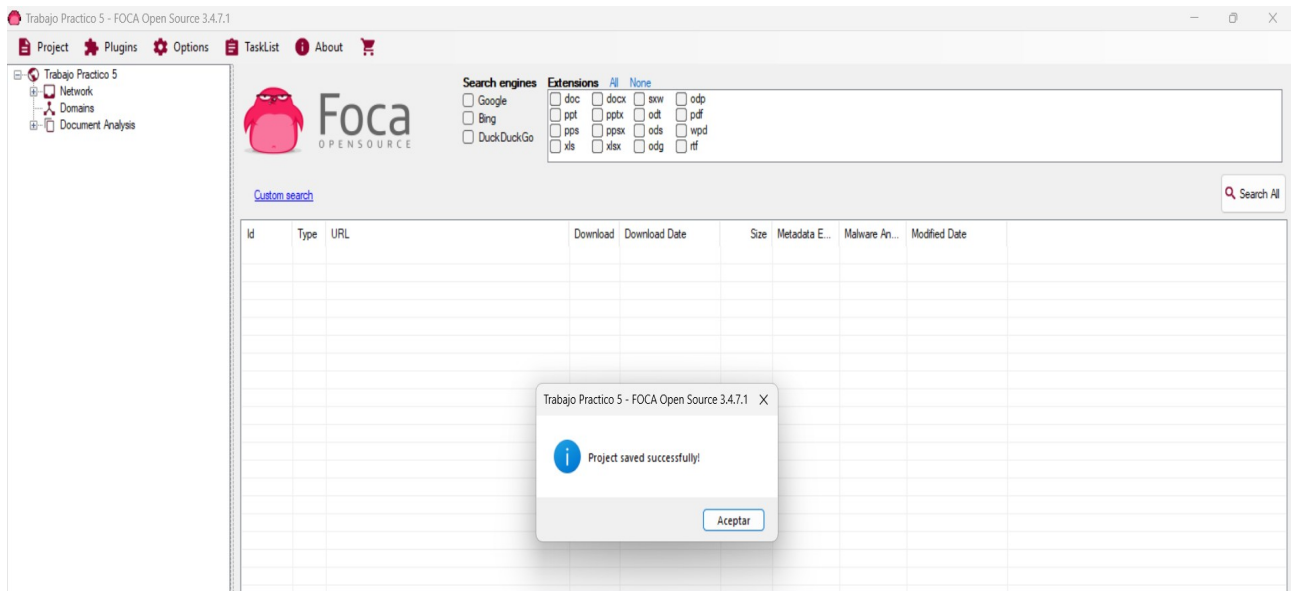 Trabajo Practico 5 - FOCA Open Source 3.4.7.1
Project Plugins Options TaskList About
Trabajo Practico 5
Network
Domains
Document Analysis
Foca
OPENSOURCE
Search engines
Google
Bing
DuckDuckGo
Extensions All None
doc docx sxw odp
ppt pptx odt pdf
pps ppsx ods wpd
xls xlsx odg rtf
Custom search
Search All
Id Type URL Download Download Date Size Metadata E... Malware An... Modified Date
Trabajo Practico 5 - FOCA Open Source 3.4.7.1
Project saved successfully!
Aceptar